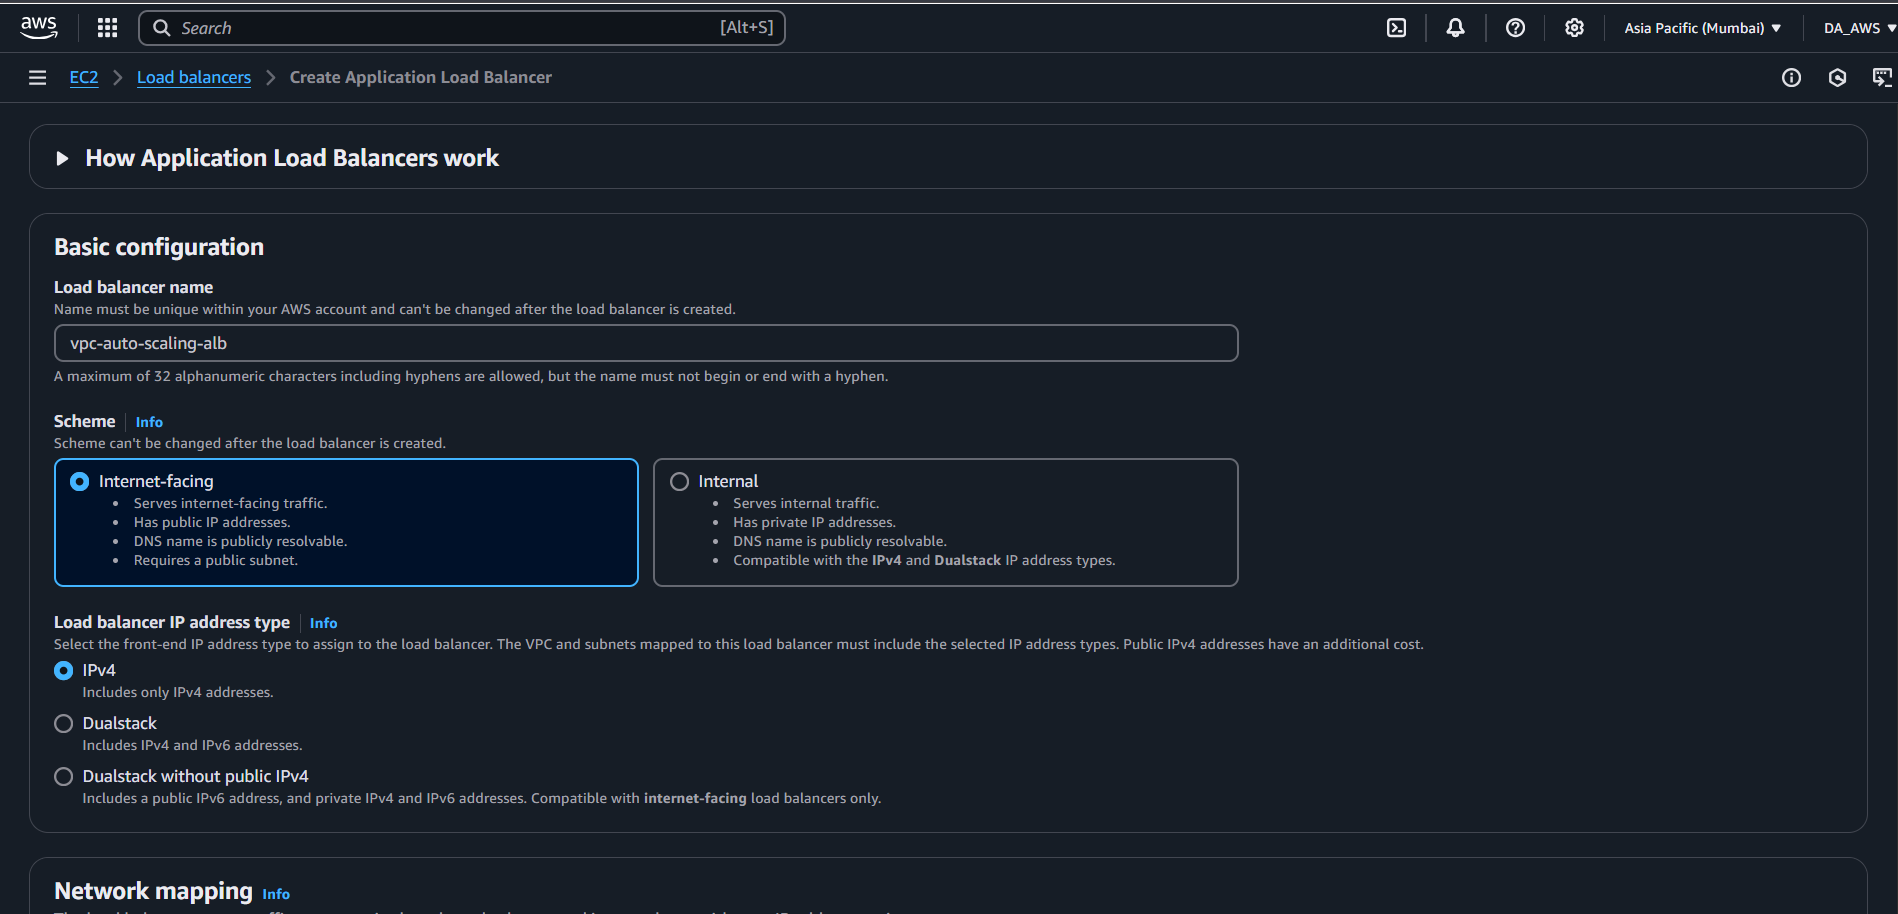 aws
Search [Alt+S]
Asia Pacific (Mumbai)
DA_AWS
EC2
Load balancers
Create Application Load Balancer
How Application Load Balancers work
Basic configuration
Load balancer name
Name must be unique within your AWS account and can't be changed after the load balancer is created.
vpc-auto-scaling-alb
A maximum of 32 alphanumeric characters including hyphens are allowed, but the name must not begin or end with a hyphen.
Scheme Info
Scheme can't be changed after the load balancer is created.
Internet-facing
• Serves internet-facing traffic.
• Has public IP addresses.
• DNS name is publicly resolvable.
• Requires a public subnet.
Internal
• Serves internal traffic.
• Has private IP addresses.
• DNS name is publicly resolvable.
• Compatible with the IPv4 and Dualstack IP address types.
Load balancer IP address type Info
Select the front-end IP address type to assign to the load balancer. The VPC and subnets mapped to this load balancer must include the selected IP address types. Public IPv4 addresses have an additional cost.
IPv4
Includes only IPv4 addresses.
Dualstack
Includes IPv4 and IPv6 addresses.
Dualstack without public IPv4
Includes a public IPv6 address, and private IPv4 and IPv6 addresses. Compatible with internet-facing load balancers only.
Network mapping Info